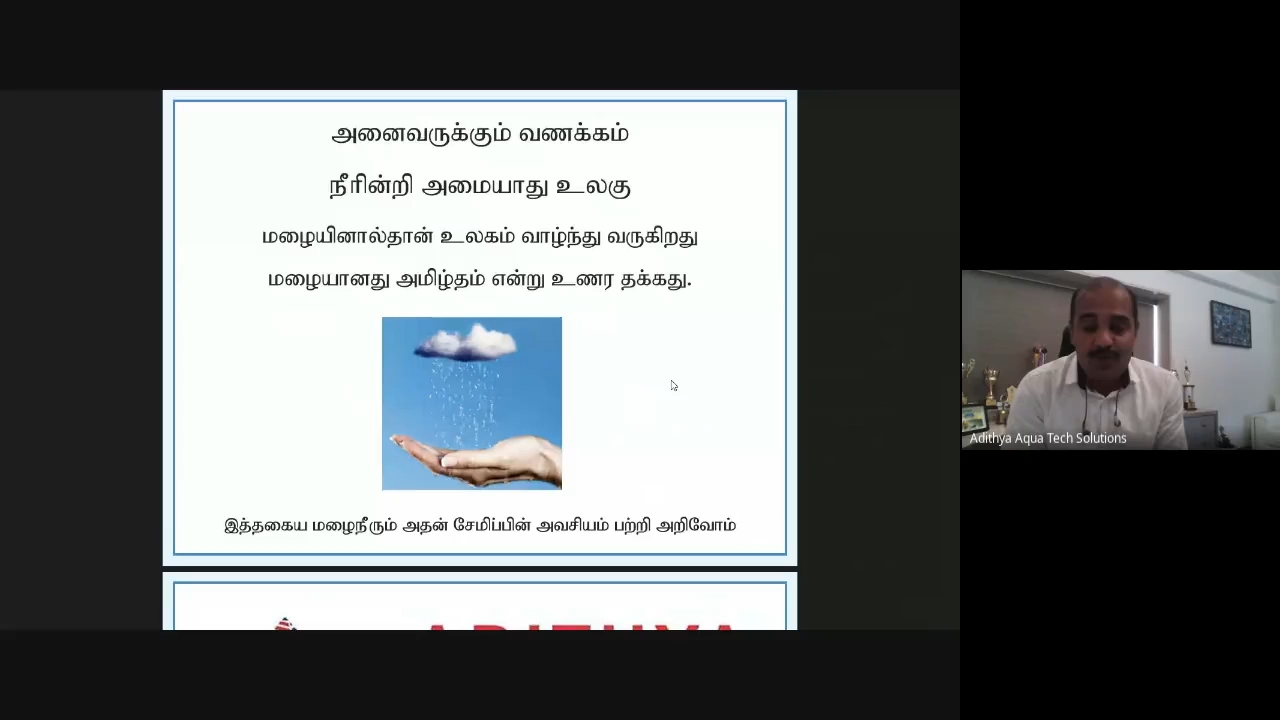 அனைவருக்கும் வணக்கம்
நீரின்றி அமையாது உலகு
மழையினால்தான் உலகம் வாழ்ந்து வருகிறது
மழையானது அமிழ்தம் என்று உணர தக்கது.
இத்தகைய மழைநீரும் அதன் சேமிப்பின் அவசியம் பற்றி அறிவோம்
ADITHYA
Adithya Aqua Tech Solutions